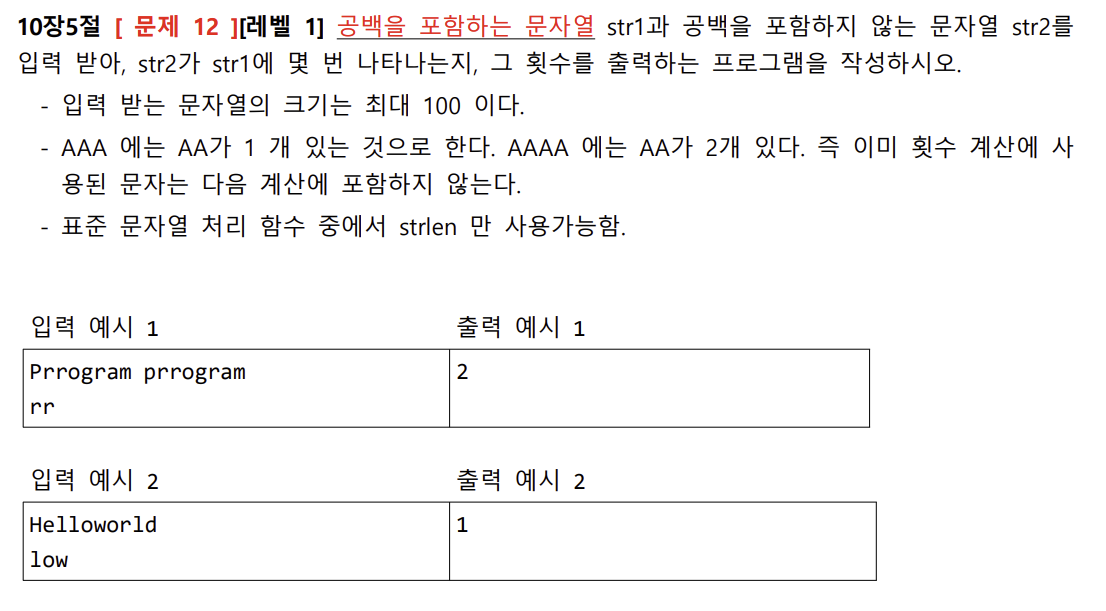 10장5절 [ 문제 12 ][레벨 1] 공백을 포함하는 문자열 str1과 공백을 포함하지 않는 문자열 str2를
입력 받아, str2가 str1에 몇 번 나타나는지, 그 횟수를 출력하는 프로그램을 작성하시오.
- 입력 받는 문자열의 크기는 최대 100 이다.
- AAA 에는 AA가 1 개 있는 것으로 한다. AAAA 에는 AA가 2개 있다. 즉 이미 횟수 계산에 사
용된 문자는 다음 계산에 포함하지 않는다.
- 표준 문자열 처리 함수 중에서 strlen 만 사용가능함.
입력 예시 1 출력 예시 1
Prrogram prrogram 2
rr
입력 예시 2 출력 예시 2
Helloworld 1
low